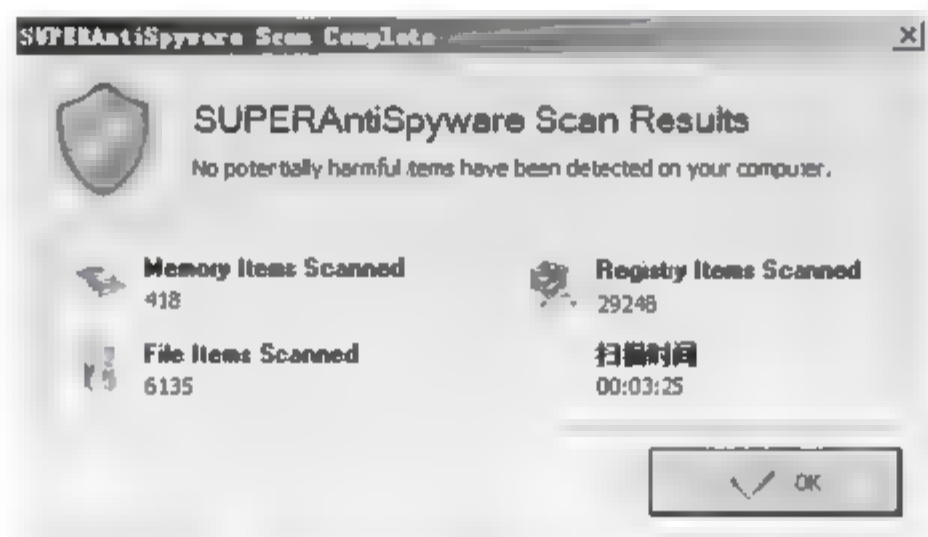 SUPERAntiSpyware Scan Complete
SUPERAntiSpyware Scan Results
No potentially harmful items have been detected on your computer.
Memory Items Scanned
418
Registry Items Scanned
29248
File Items Scanned
6135
扫描时间
00:03:25
OK